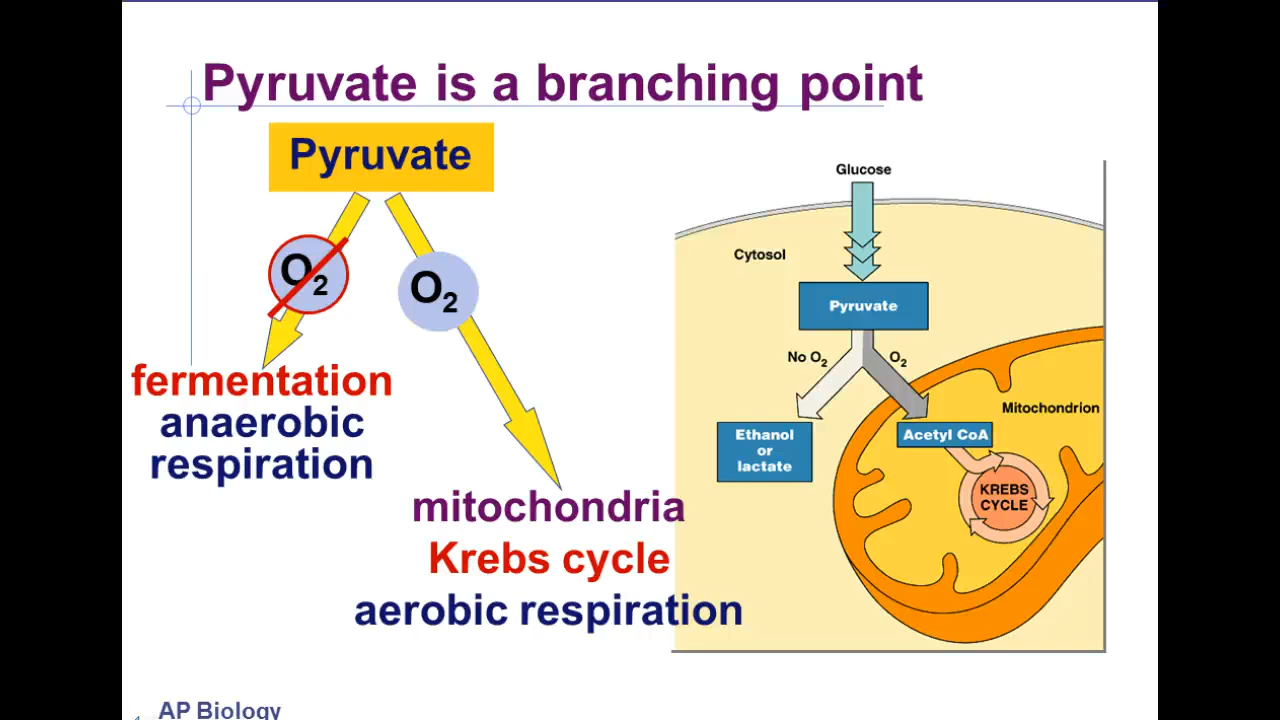 Pyruvate is a branching point
Pyruvate
O₂
O₂
fermentation
anaerobic
respiration
mitochondria
Krebs cycle
aerobic respiration
Glucose
Cytosol
Pyruvate
No O₂
O₂
Mitochondrion
Ethanol
or
lactate
Acetyl CoA
KREBS
CYCLE
AP Biology